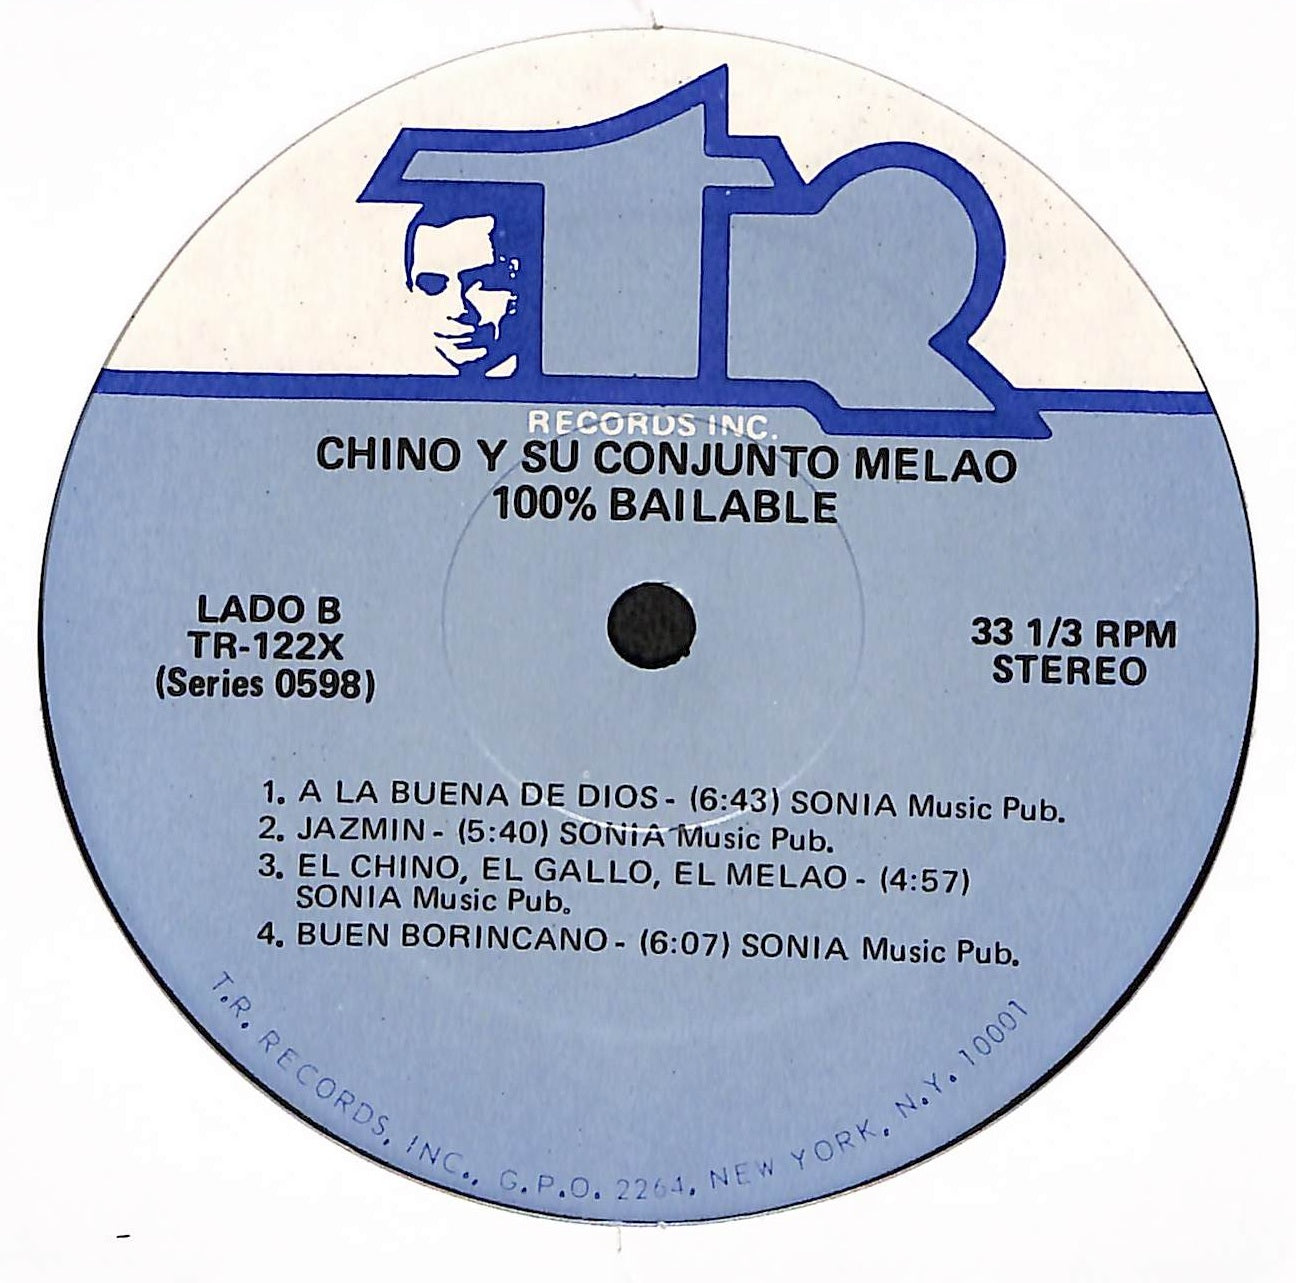 TR
RECORDS INC.
CHINO Y SU CONJUNTO MELAO
100% BAILABLE
LADO B
TR-122X
(Series 0598)
33 1/3 RPM
STEREO
1. A LA BUENA DE DIOS - (6:43) SONIA Music Pub.
2. JAZMIN - (5:40) SONIA Music Pub.
3. EL CHINO, EL GALLO, EL MELAO - (4:57)
SONIA Music Pub.
4. BUEN BORINCANO - (6:07) SONIA Music Pub.
T.R. RECORDS, INC., G.P.O. 2264, NEW YORK, N.Y. 10001